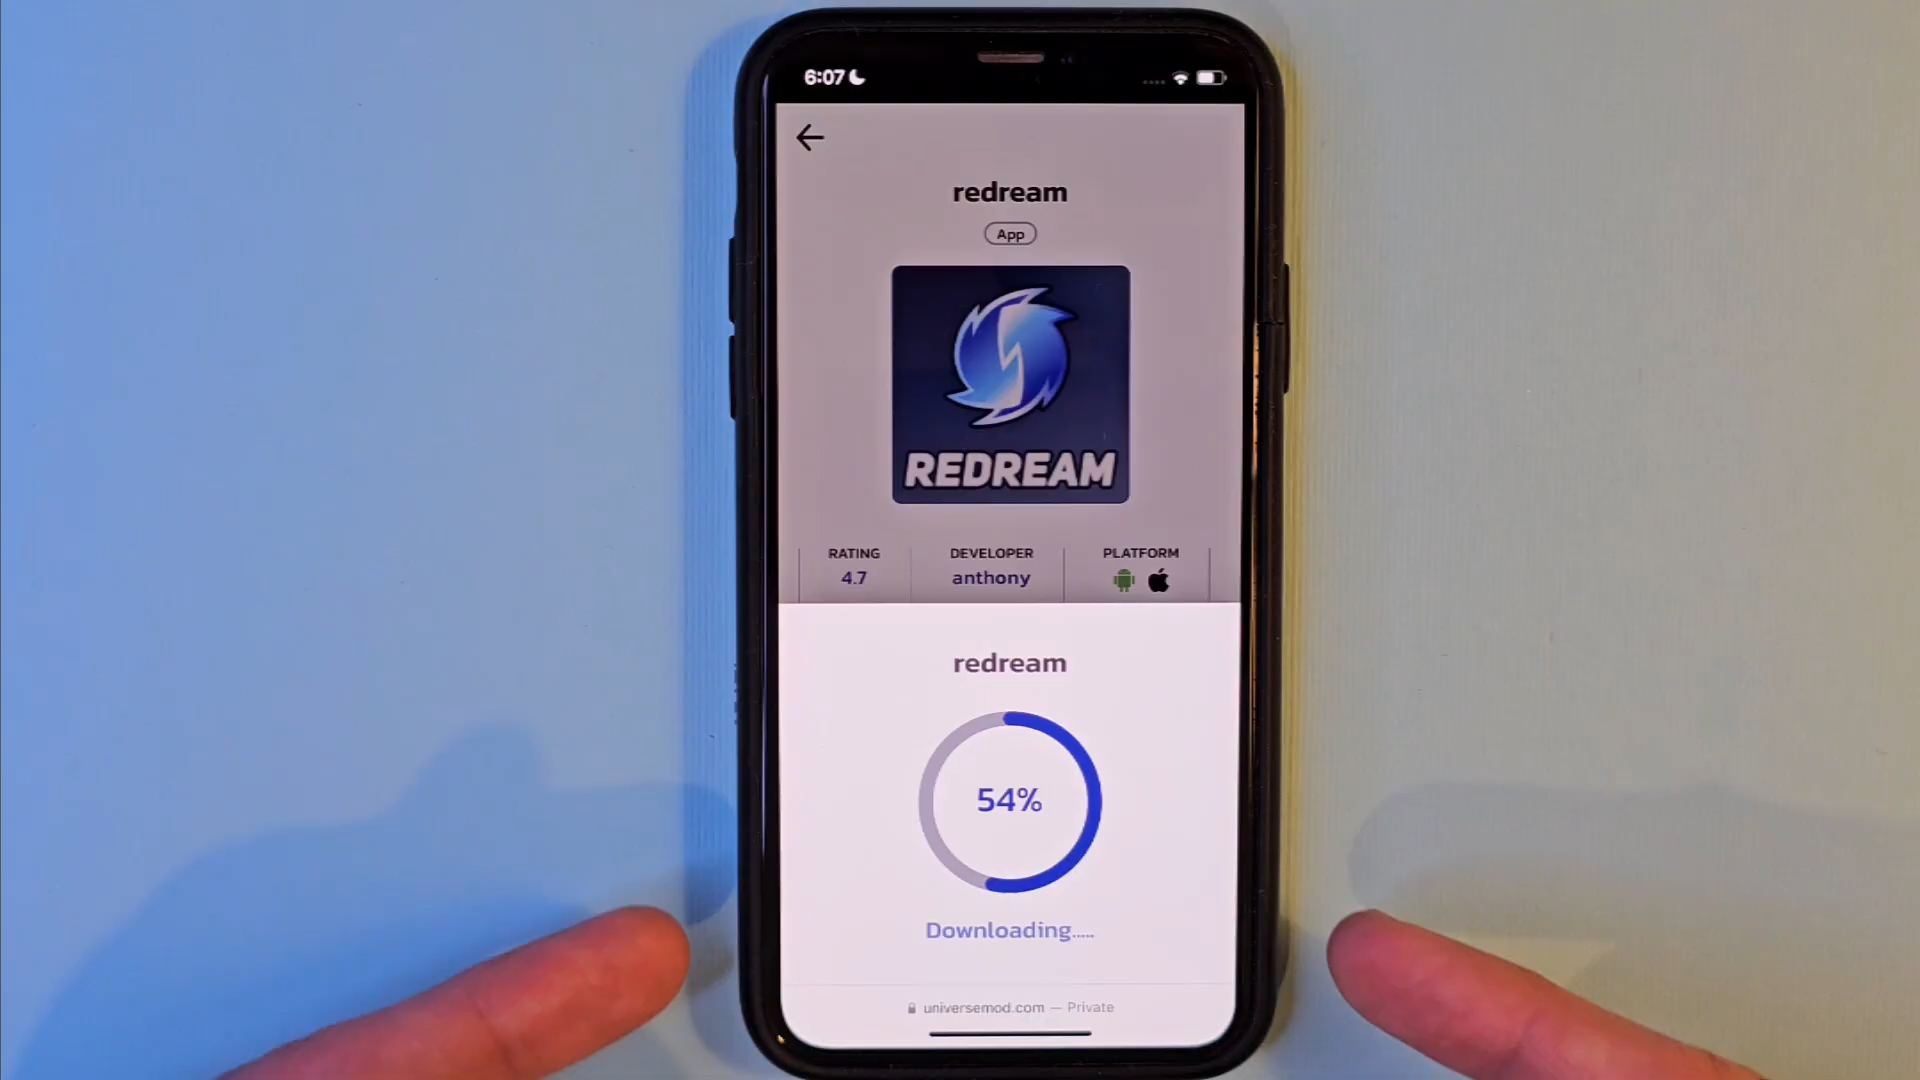 6:07
redream
App
REDREAM
RATING
4.7
DEVELOPER
anthony
PLATFORM
redream
54%
Downloading.....
universemod.com — Private